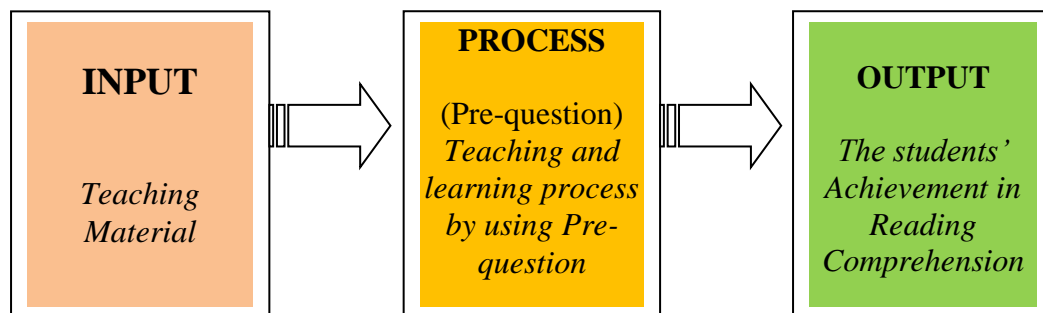 INPUT
Teaching
Material
PROCESS
(Pre-question)
Teaching and
learning process
by using Pre-
question
OUTPUT
The students’
Achievement in
Reading
Comprehension